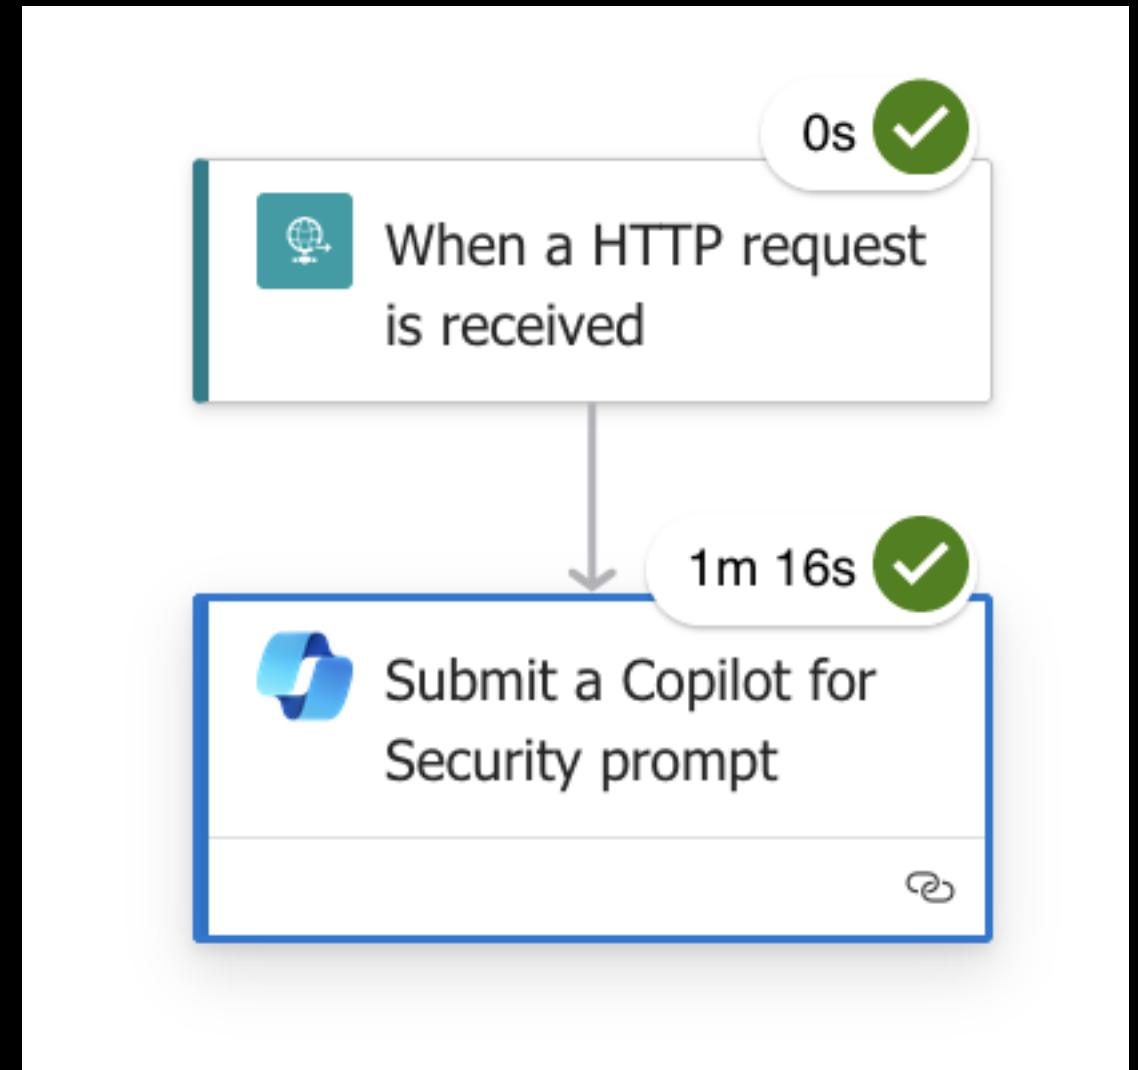 0s
When a HTTP request
is received
1m 16s
Submit a Copilot for
Security prompt